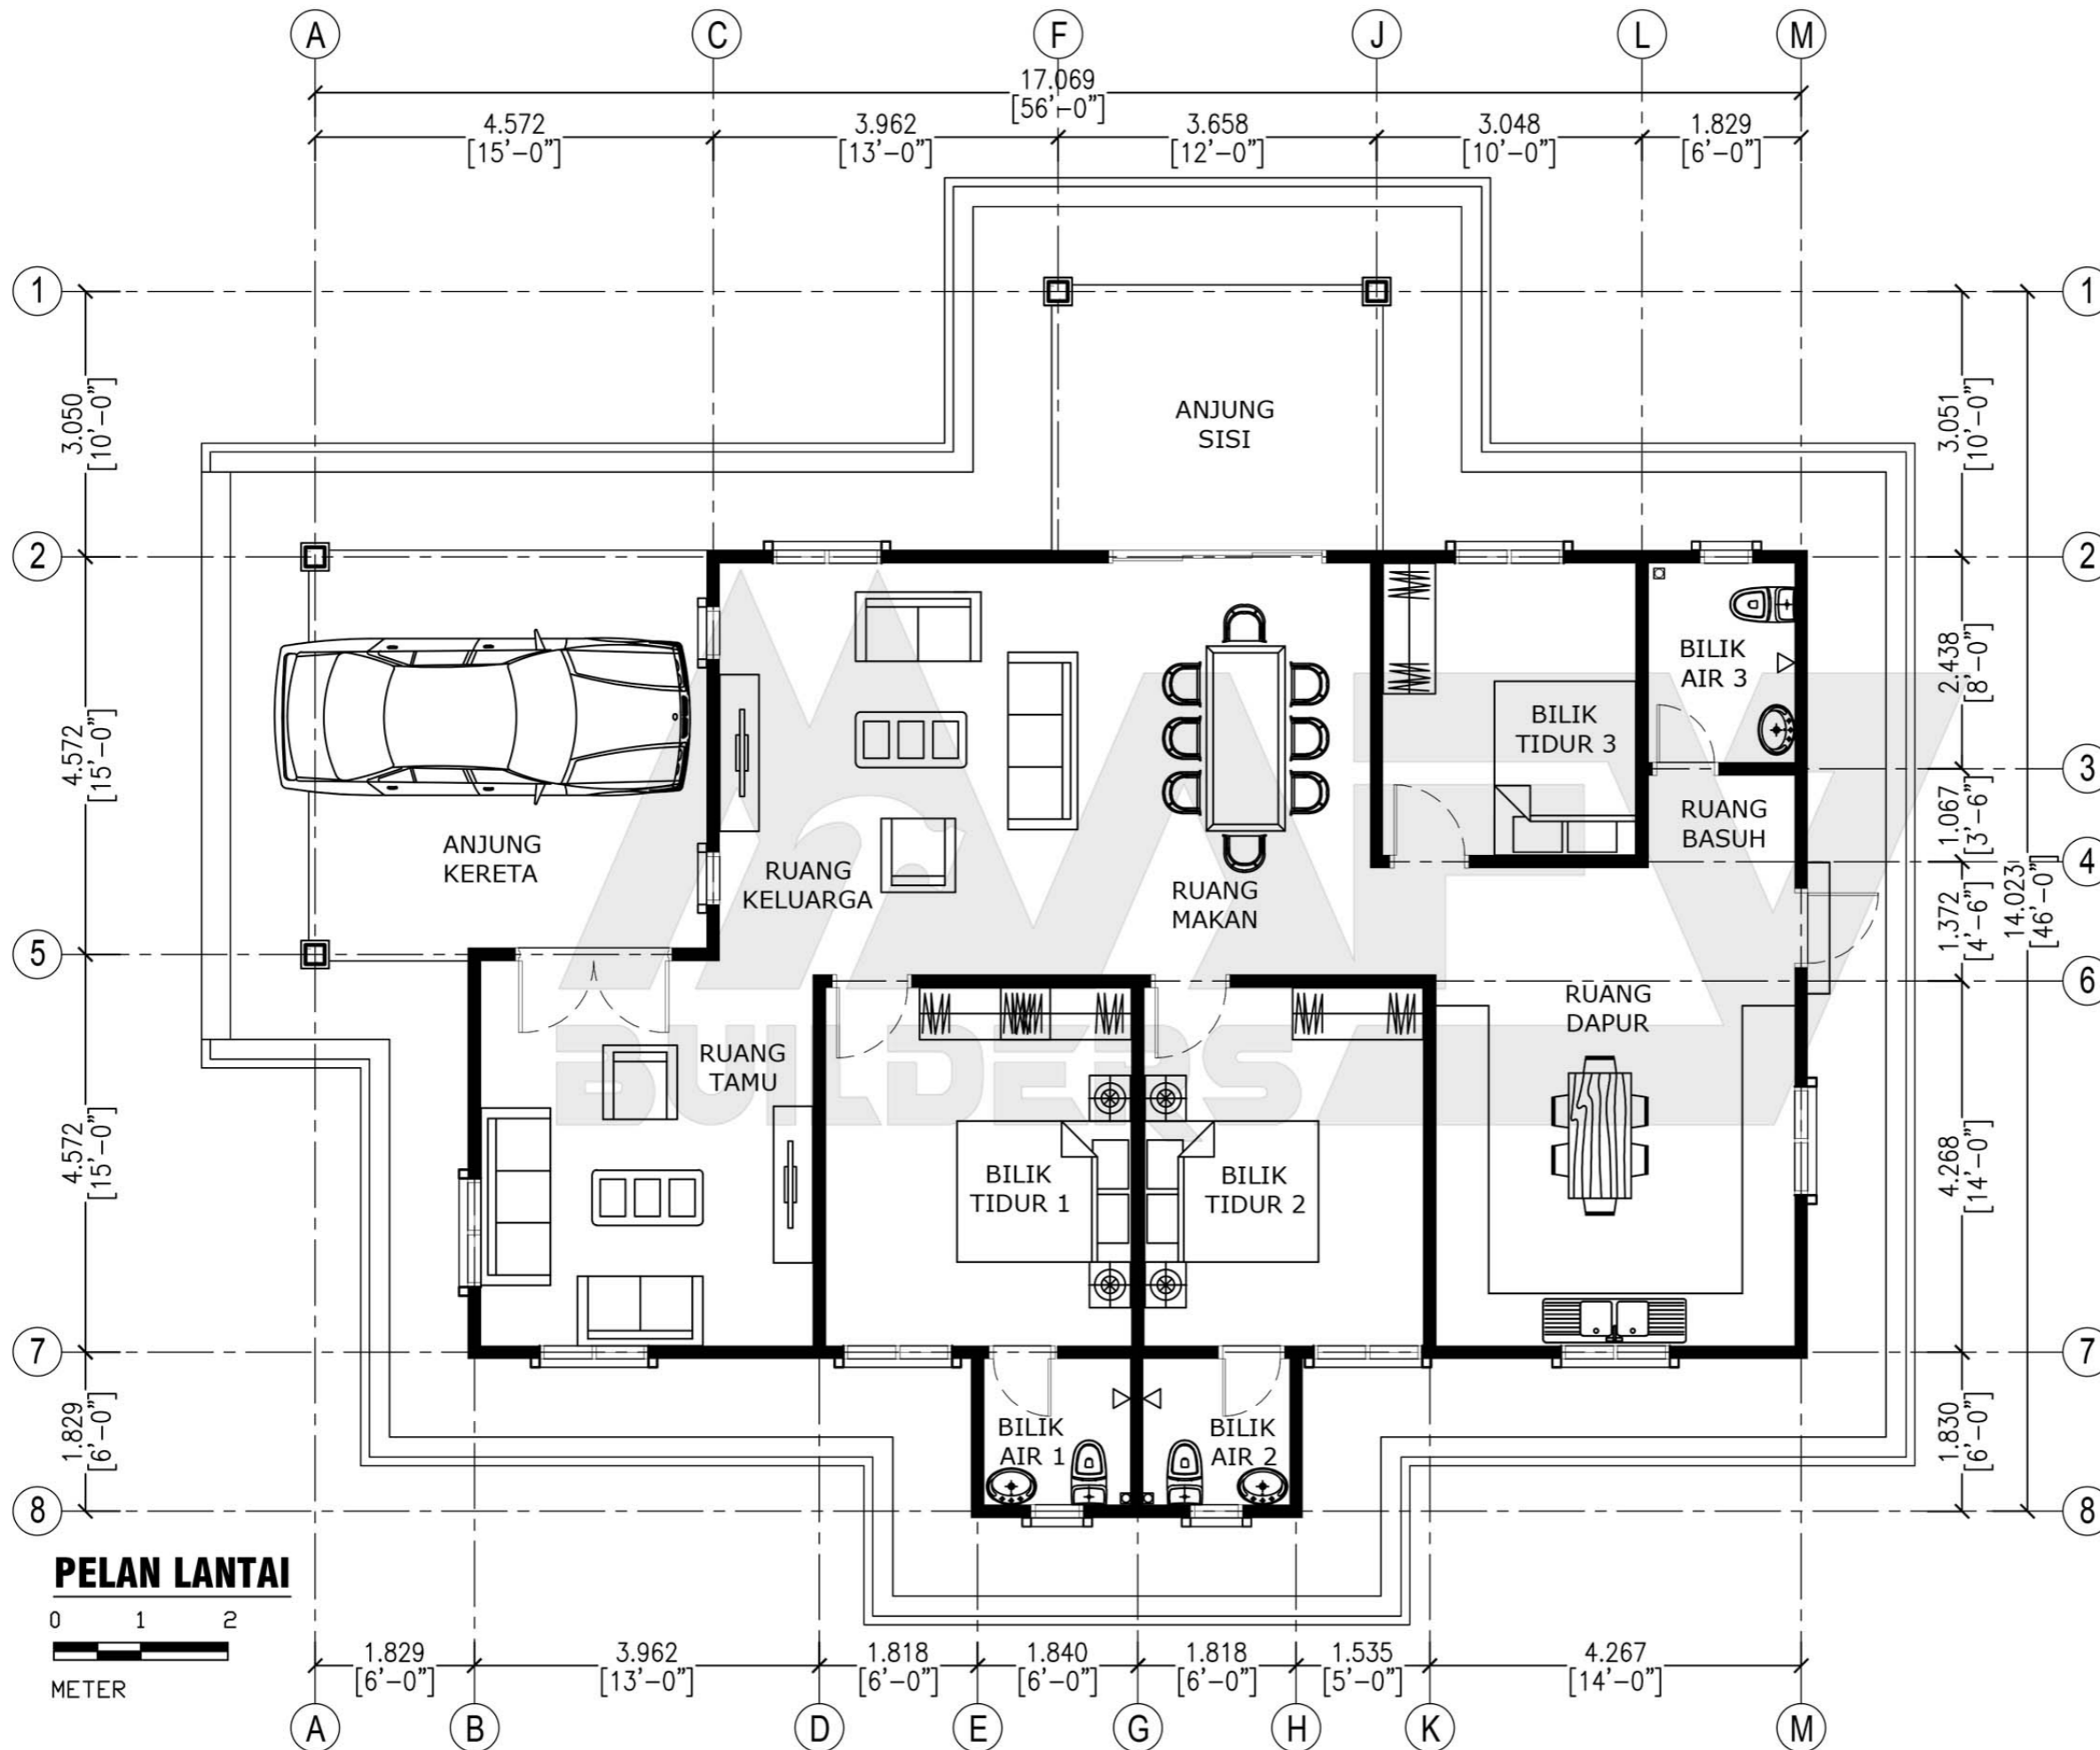 A C F J L M
17.069
[56'-0"]
4.572 3.962 3.658 3.048 1.829
[15'-0"] [13'-0"] [12'-0"] [10'-0"] [6'-0"]
1 1
3.050
[10'-0"]
3.051
[10'-0"]
ANJUNG
SISI
2 2
4.572
[15'-0"]
2.438
[8'-0"]
BILIK
AIR 3
BILIK
TIDUR 3
3
1.067
[3'-6"]
RUANG
BASUH
ANJUNG
KERETA
RUANG
KELUARGA
RUANG
MAKAN
4
1.372
[4'-6"]
14.023
[46'-0"]
5
6
RUANG
DAPUR
RUANG
TAMU
MrTV
BUILDERS
4.572
[15'-0"]
4.268
[14'-0"]
BILIK
TIDUR 1
BILIK
TIDUR 2
7 7
1.829
[6'-0"]
1.830
[6'-0"]
BILIK
AIR 1
BILIK
AIR 2
8 8
PELAN LANTAI
0 1 2
METER
1.829 3.962 1.818 1.840 1.818 1.535 4.267
[6'-0"] [13'-0"] [6'-0"] [6'-0"] [6'-0"] [5'-0"] [14'-0"]
A B D E G H K M